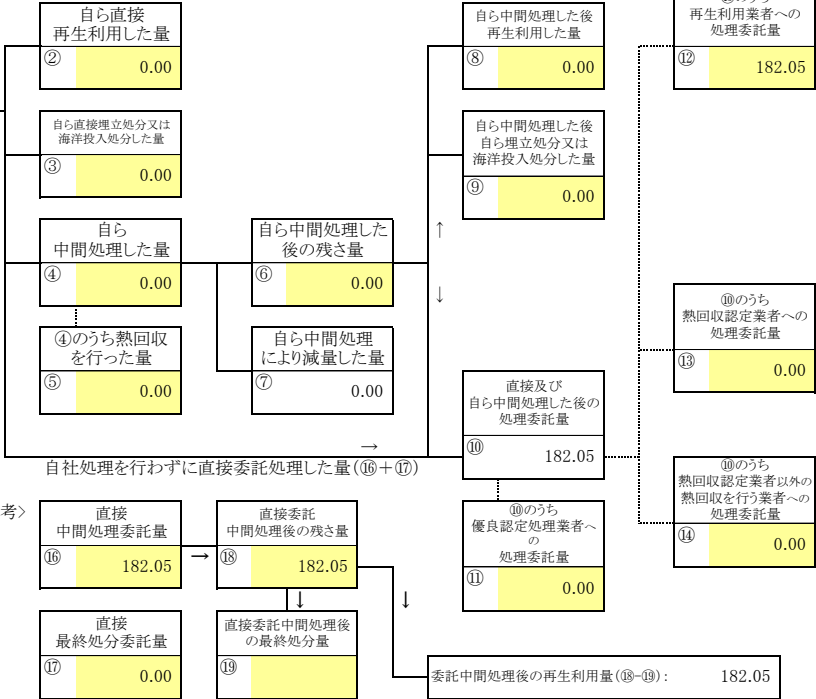 自ら直接
再生利用した量
②
0.00
自ら中間処理した後
再生利用した量
⑧
0.00
再生利用業者への
処理委託量
⑫
182.05
自ら直接埋立処分又は
海洋投入処分した量
③
0.00
自ら中間処理した後
自ら埋立処分又は
海洋投入処分した量
⑨
0.00
自ら
中間処理した量
④
0.00
自ら中間処理した
後の残さ量
⑥
0.00
↑
↓
④のうち熱回収
を行った量
⑤
0.00
自ら中間処理
により減量した量
⑦
0.00
⑩のうち
熱回収認定業者への
処理委託量
⑬
0.00
直接及び
自ら中間処理した後の
処理委託量
⑩
182.05
→
自社処理を行わずに直接委託処理した量(⑯+⑰)
⑩のうち
熱回収認定業者以外の
熱回収を行う業者への
処理委託量
⑭
0.00
考>
直接
中間処理委託量
⑯
182.05
→
直接委託
中間処理後の残さ量
⑱
182.05
⑩のうち
優良認定処理業者へ
の
処理委託量
⑪
0.00
↓
↓
直接
最終処分委託量
⑰
0.00
直接委託中間処理後
の最終処分量
⑲
委託中間処理後の再生利用量(⑱-⑲): 182.05